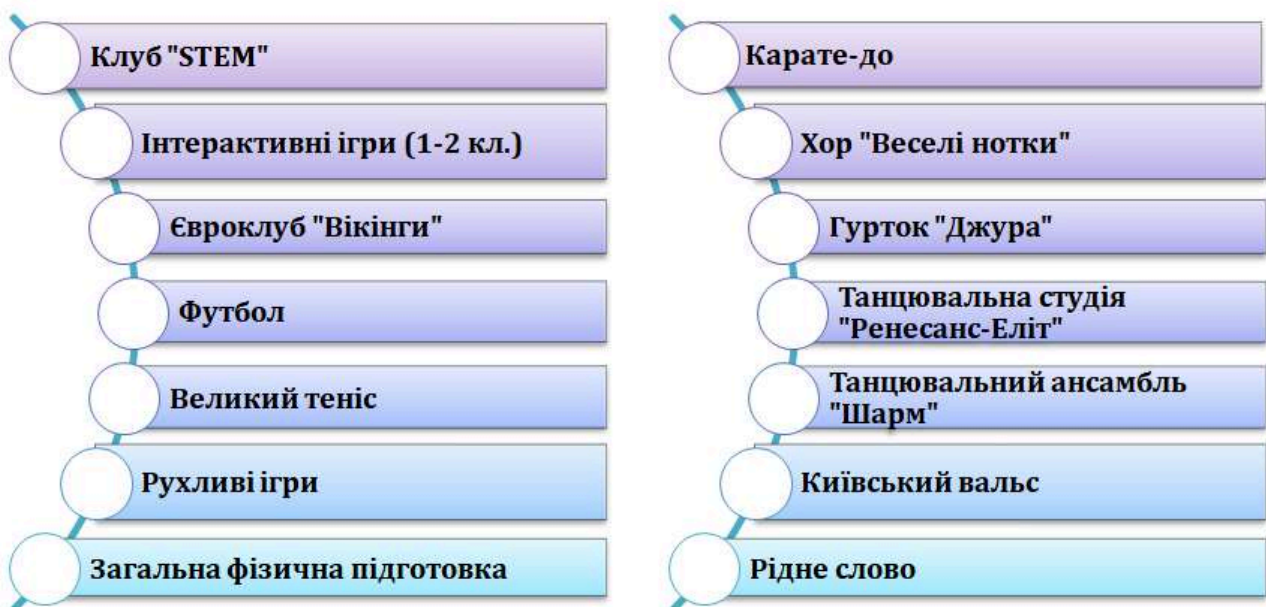 Клуб "STEM"
Інтерактивні ігри (1-2 кл.)
Євроклуб "Вікінги"
Футбол
Великий теніс
Рухливі ігри
Загальна фізична підготовка
Карате-до
Хор "Веселі нотки"
Гурток "Джура"
Танцювальна студія
"Ренесанс-Еліт"
Танцювальний ансамбль
"Шарм"
Київський вальс
Рідне слово